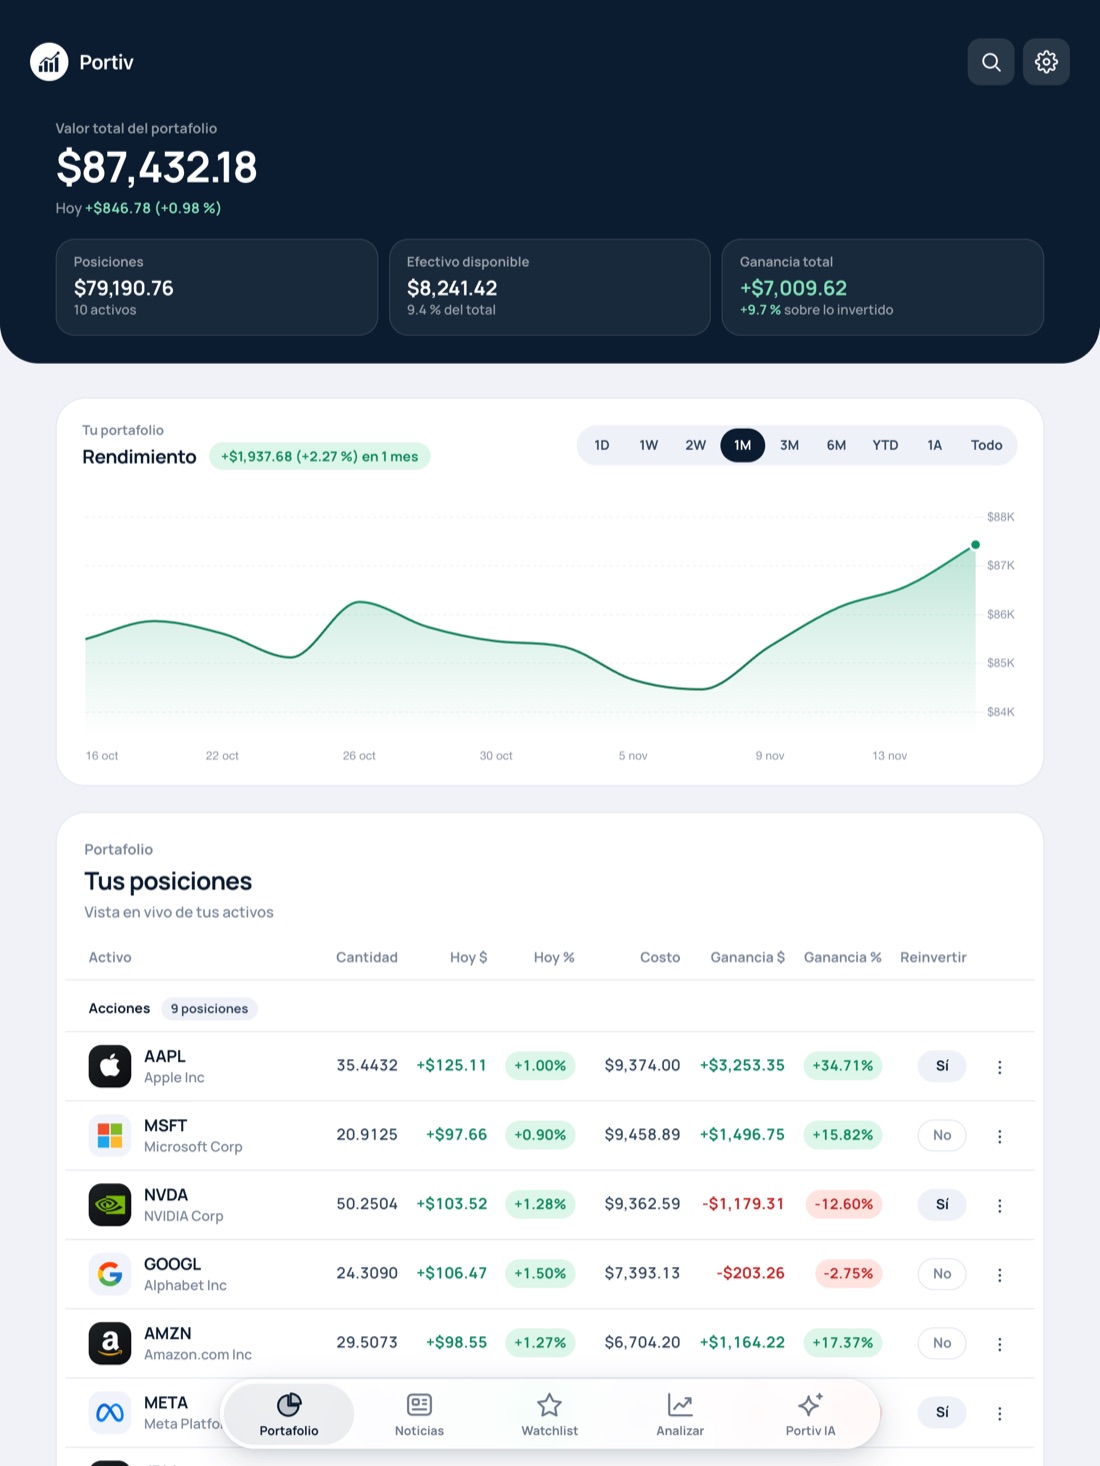 Portiv
Valor total del portafolio
$87,432.18
Hoy +$846.78 (+0.98 %)
Posiciones
$79,190.76
10 activos
Efectivo disponible
$8,241.42
9.4 % del total
Ganancia total
+$7,009.62
+9.7 % sobre lo invertido
Tu portafolio
Rendimiento +$1,937.68 (+2.27 %) en 1 mes
1D 1W 2W 1M 3M 6M YTD 1A Todo
$88K
$87K
$86K
$85K
$84K
16 oct 22 oct 26 oct 30 oct 5 nov 9 nov 13 nov
Portafolio
Tus posiciones
Vista en vivo de tus activos
Activo Cantidad Hoy $ Hoy % Costo Ganancia $ Ganancia % Reinvertir
Acciones 9 posiciones
AAPL
Apple Inc
35.4432 +$125.11 +1.00% $9,374.00 +$3,253.35 +34.71% Sí
MSFT
Microsoft Corp
20.9125 +$97.66 +0.90% $9,458.89 +$1,496.75 +15.82% No
NVDA
NVIDIA Corp
50.2504 +$103.52 +1.28% $9,362.59 -$1,179.31 -12.60% Sí
GOOGL
Alphabet Inc
24.3090 +$106.47 +1.50% $7,393.13 -$203.26 -2.75% No
AMZN
Amazon.com Inc
29.5073 +$98.55 +1.27% $6,704.20 +$1,164.22 +17.37% No
META
Meta
Sí
Portafolio Noticias Watchlist Analizar Portiv IA